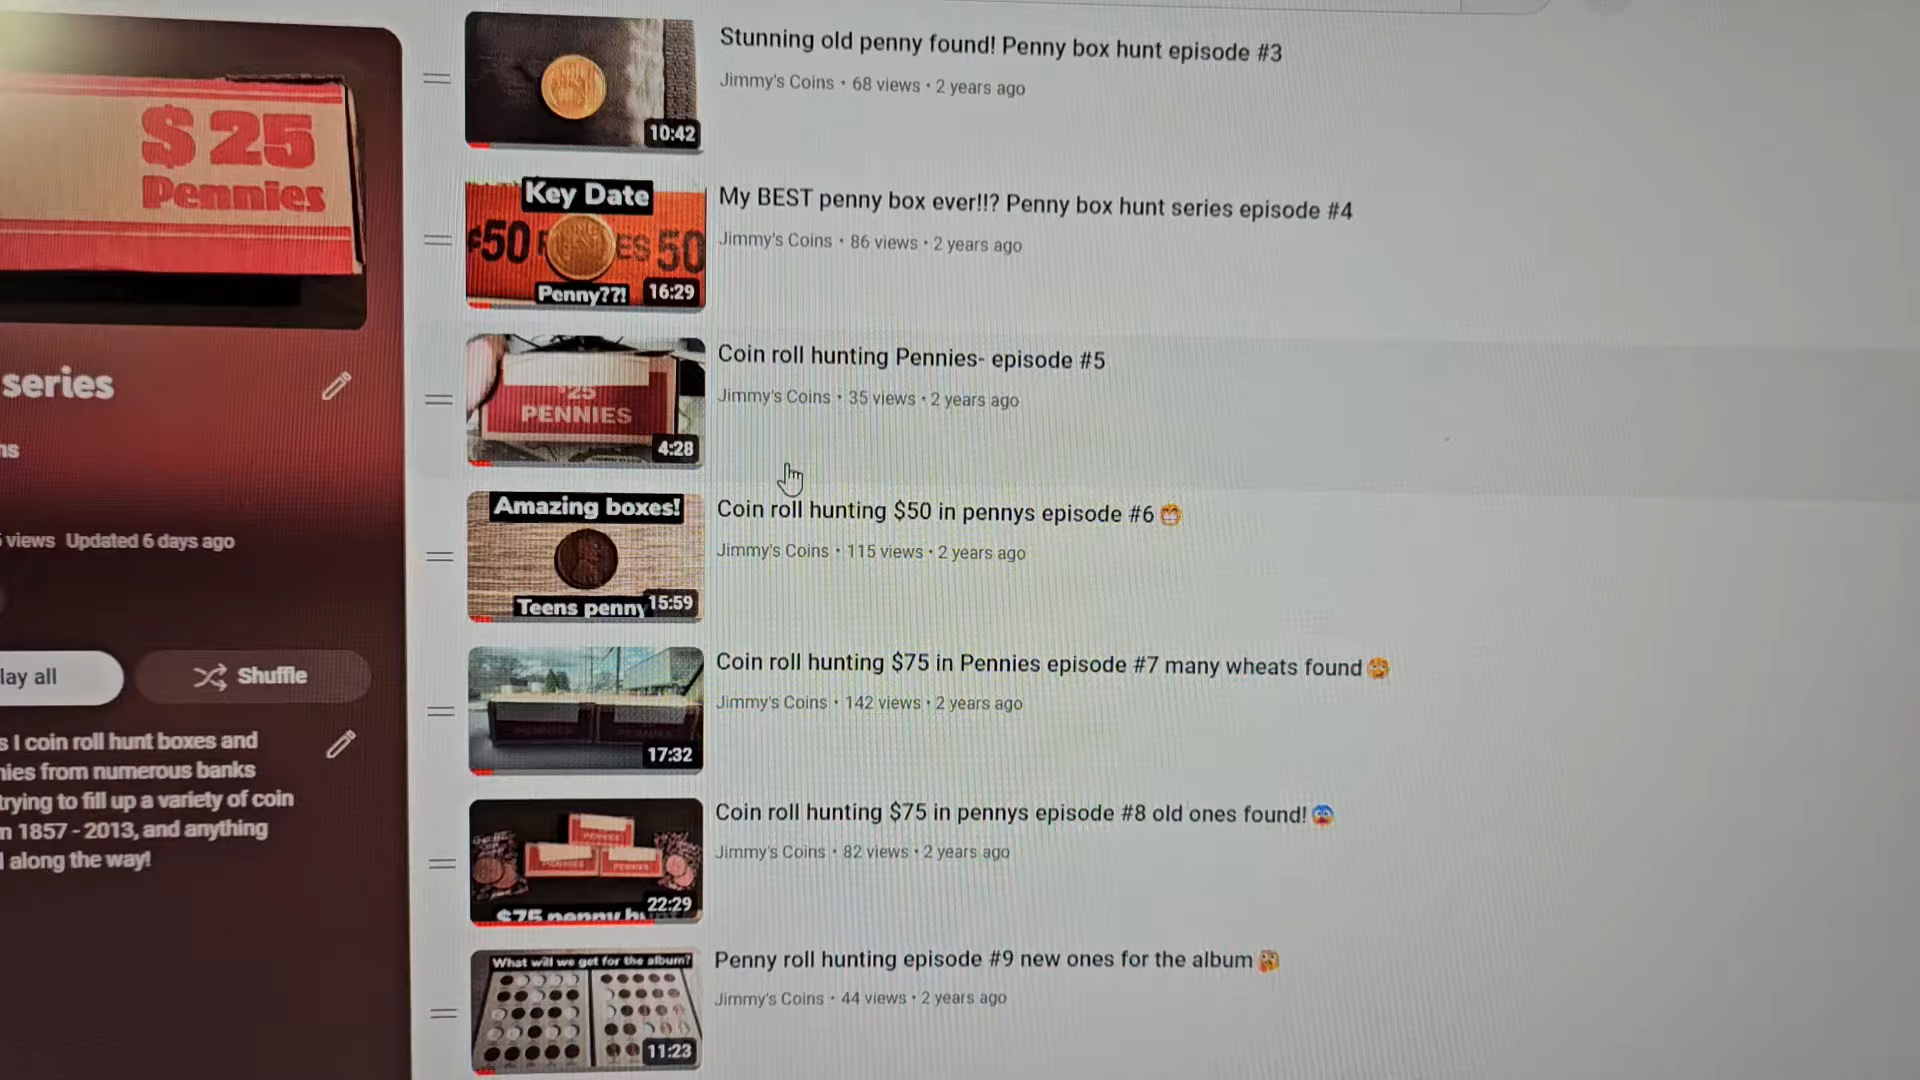 $25
Pennies
series
ns
views Updated 6 days ago
lay all
Shuffle
s I coin roll hunt boxes and
nies from numerous banks
trying to fill up a variety of coin
n 1857 - 2013, and anything
l along the way!
10:42
Stunning old penny found! Penny box hunt episode #3
Jimmy's Coins • 68 views • 2 years ago
Key Date
50
ES 50
Penny??!
16:29
My BEST penny box ever!!? Penny box hunt series episode #4
Jimmy's Coins • 86 views • 2 years ago
$25
PENNIES
4:28
Coin roll hunting Pennies- episode #5
Jimmy's Coins • 35 views • 2 years ago
Amazing boxes!
Teens penny
15:59
Coin roll hunting $50 in pennys episode #6 😁
Jimmy's Coins • 115 views • 2 years ago
17:32
Coin roll hunting $75 in Pennies episode #7 many wheats found
Jimmy's Coins • 142 views • 2 years ago
$75 penny hu
22:29
Coin roll hunting $75 in pennys episode #8 old ones found! 😨
Jimmy's Coins • 82 views • 2 years ago
What will we get for the album?
11:23
Penny roll hunting episode #9 new ones for the album
Jimmy's Coins • 44 views • 2 years ago